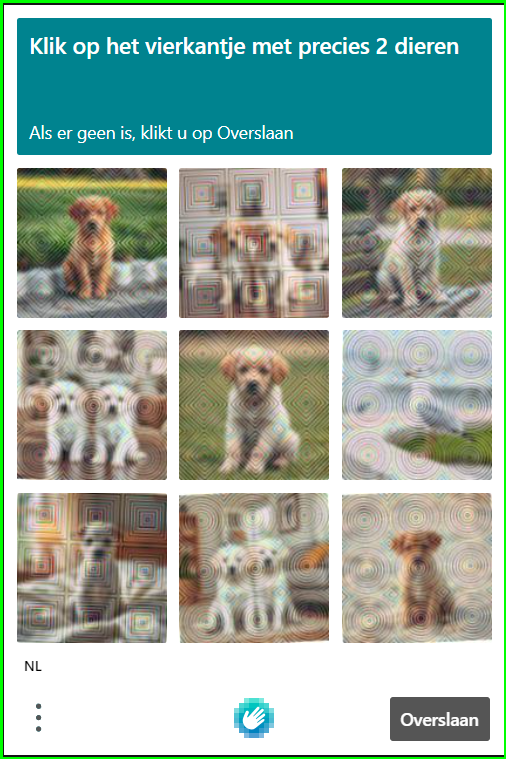 Klik op het vierkantje met precies 2 dieren
Als er geen is, klikt u op Overslaan
NL
Overslaan